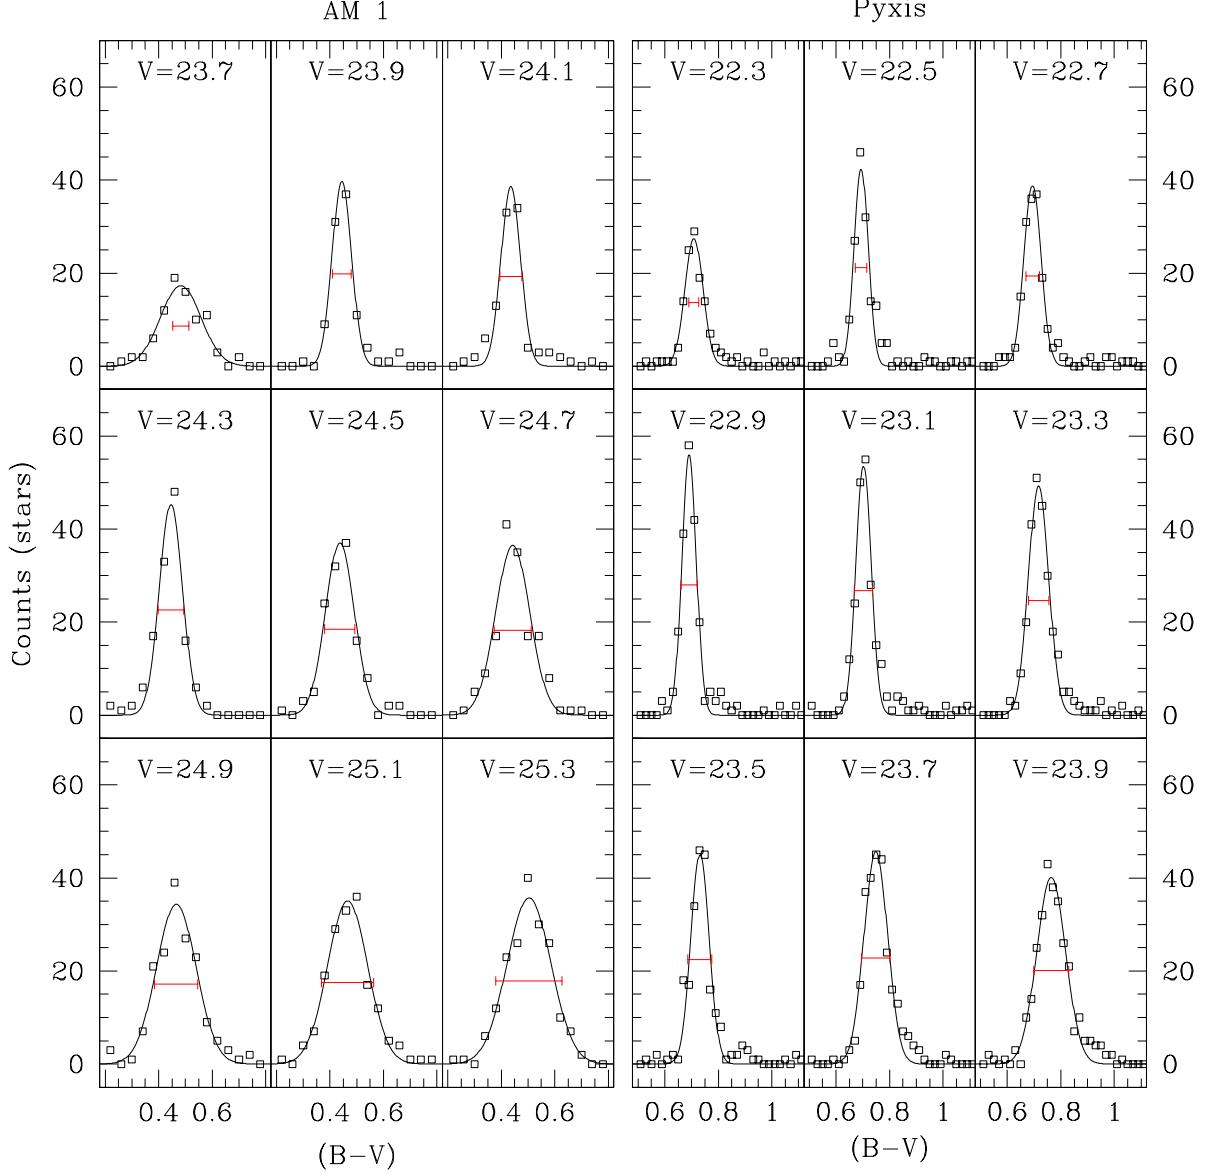 AM 1 Pyxis
V=23.7 V=23.9 V=24.1 V=22.3 V=22.5 V=22.7
60 60
40 40
20 20
0 0
V=24.3 V=24.5 V=24.7 V=22.9 V=23.1 V=23.3
60 60
40 40
20 20
0 0
Counts (stars)
V=24.9 V=25.1 V=25.3 V=23.5 V=23.7 V=23.9
60 60
40 40
20 20
0 0
0.4 0.6 0.4 0.6 0.4 0.6 0.6 0.8 1 0.6 0.8 1 0.6 0.8 1
(B−V) (B−V)